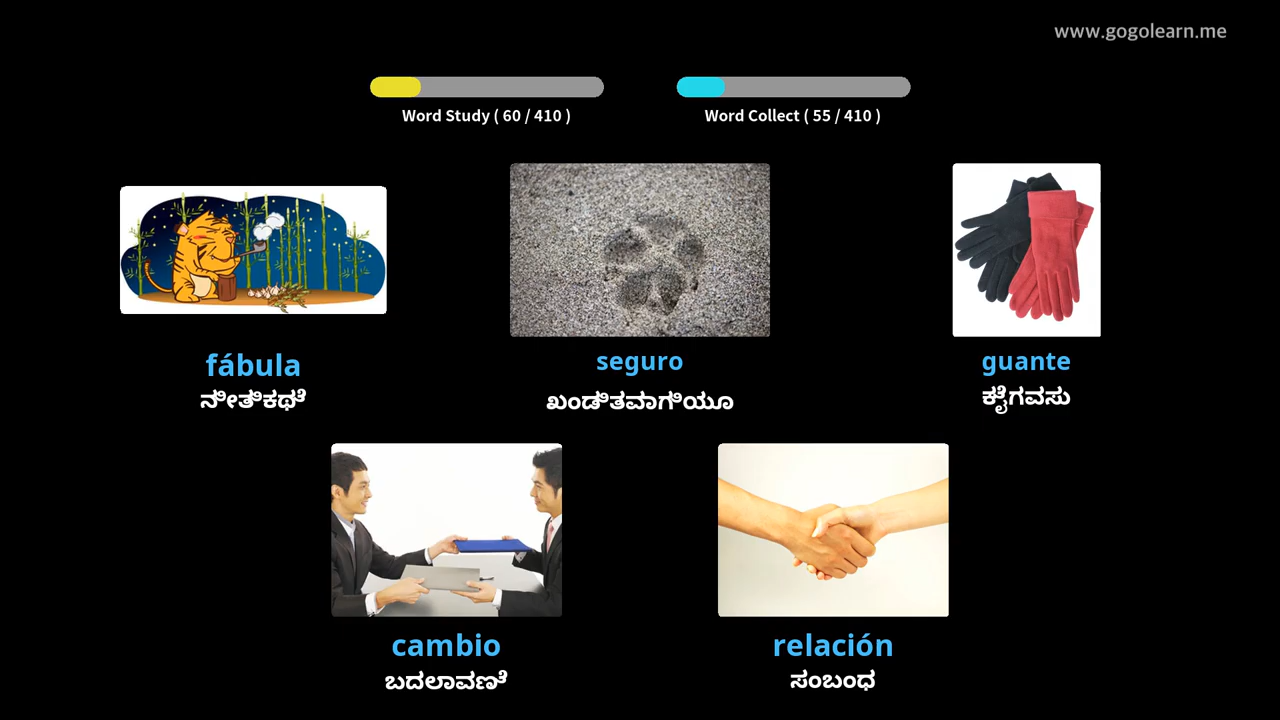 www.gogolearn.me
Word Study ( 60 / 410 )
Word Collect ( 55 / 410 )
fábula
ನೀತಿಕಥೆ
seguro
ಖಂಡಿತವಾಗಿಯೂ
guante
ಕೈಗವಸು
cambio
ಬದಲಾವಣೆ
relación
ಸಂಬಂಧ